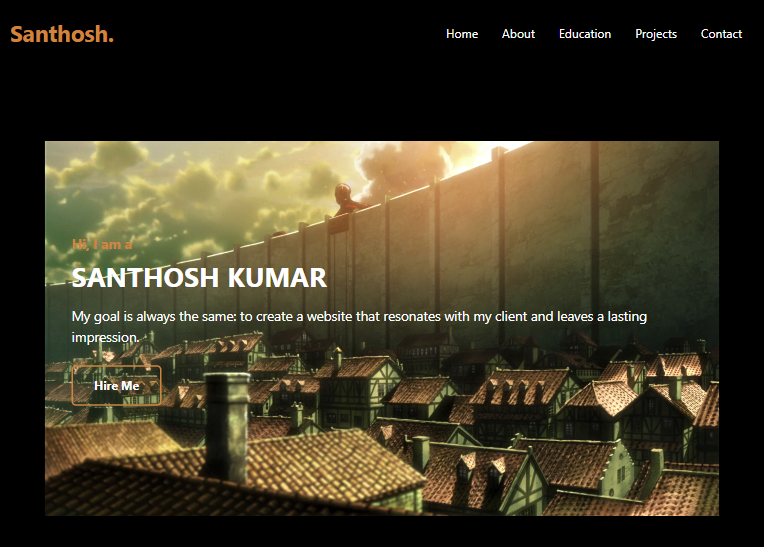 Santhosh.
Home About Education Projects Contact
Hi, I am a
SANTHOSH KUMAR
My goal is always the same: to create a website that resonates with my client and leaves a lasting
impression.
Hire Me